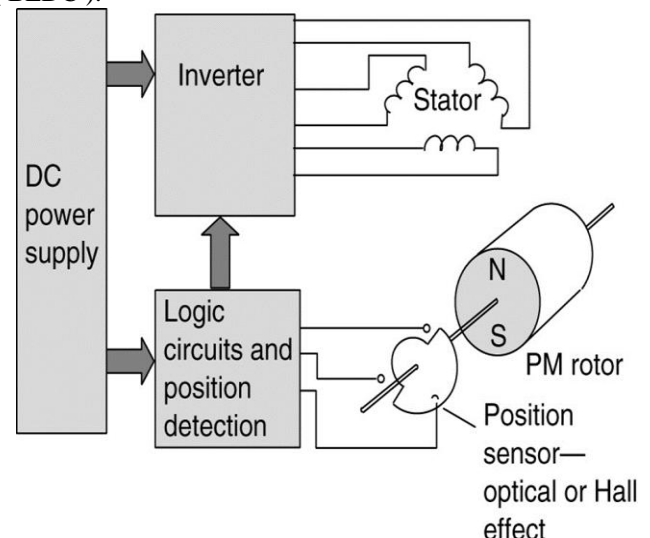 Inverter
Stator
DC
power
supply
Logic
circuits and
position
detection
N
S
PM rotor
Position
sensor—
optical or Hall
effect